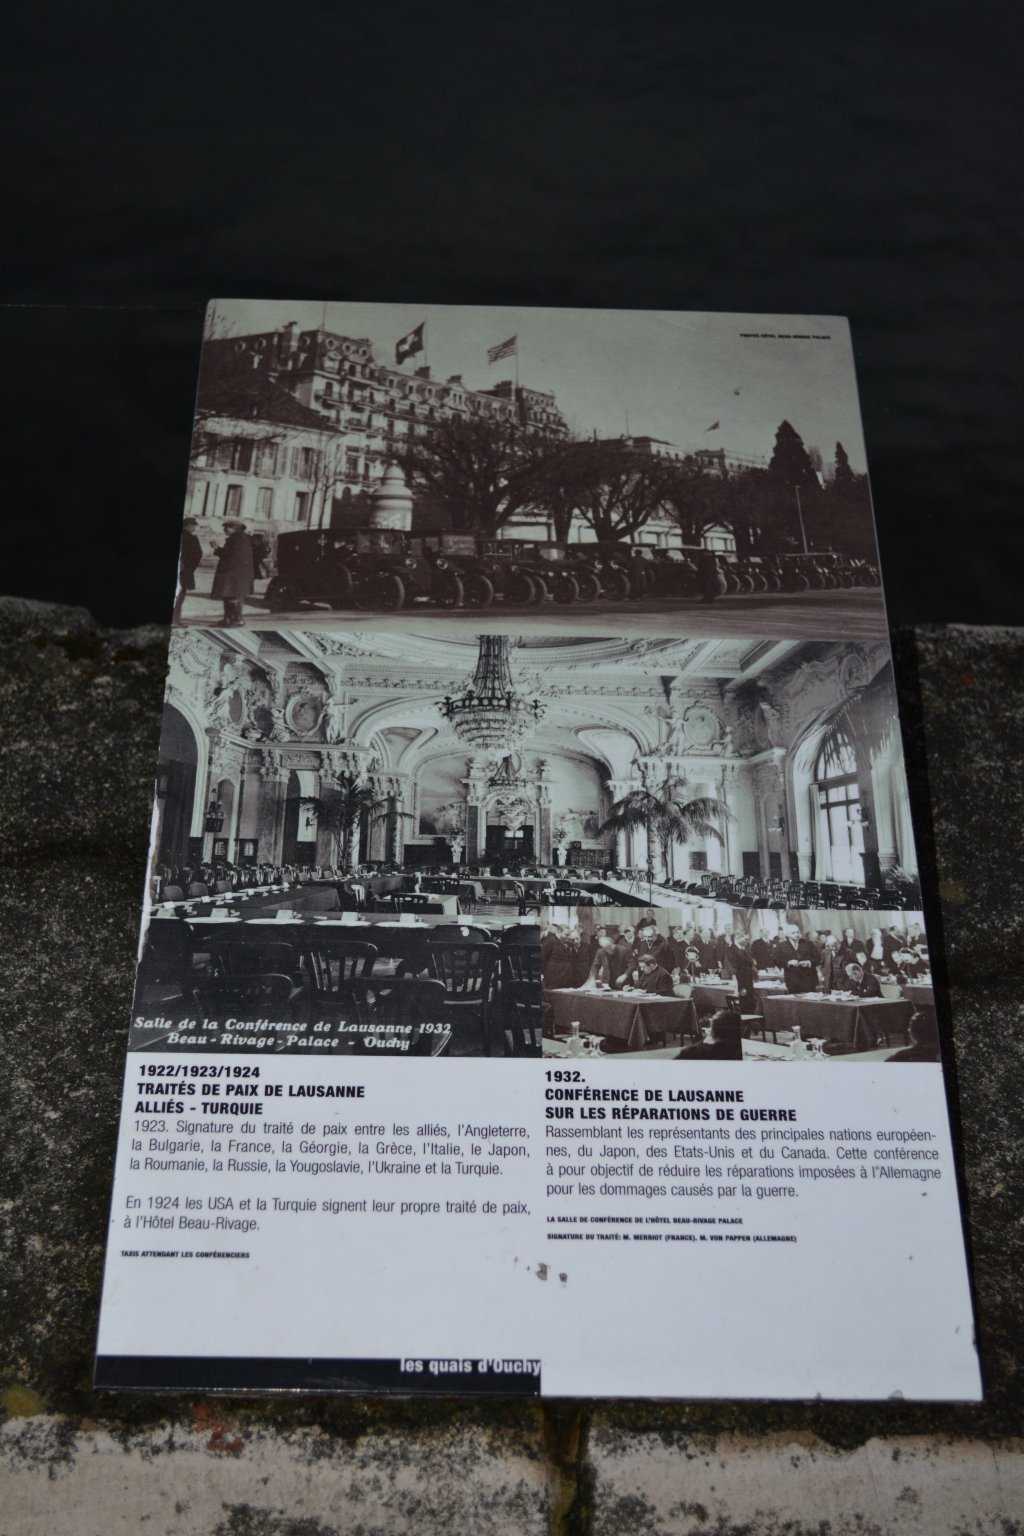 PHOTOS HÔTEL BEAU-RIVAGE PALACE
Salle de la Conférence de Lausanne 1932
Beau-Rivage-Palace - Ouchy
1922/1923/1924
TRAITÉS DE PAIX DE LAUSANNE
ALLIÉS - TURQUIE
1923. Signature du traité de paix entre les alliés, l'Angleterre,
la Bulgarie, la France, la Géorgie, la Grèce, l'Italie, le Japon,
la Roumanie, la Russie, la Yougoslavie, l'Ukraine et la Turquie.
En 1924 les USA et la Turquie signent leur propre traité de paix,
à l'Hôtel Beau-Rivage.
TAXIS ATTENDANT LES CONFÉRENCIERS
1932.
CONFÉRENCE DE LAUSANNE
SUR LES RÉPARATIONS DE GUERRE
Rassemblant les représentants des principales nations européen-
nes, du Japon, des Etats-Unis et du Canada. Cette conférence
à pour objectif de réduire les réparations imposées à l"Allemagne
pour les dommages causés par la guerre.
LA SALLE DE CONFÉRENCE DE L'HÔTEL BEAU-RIVAGE PALACE
SIGNATURE DU TRAITÉ: M. MERRIOT (FRANCE). M. VON PAPPEN (ALLEMAGNE)
les quais d'Ouchy